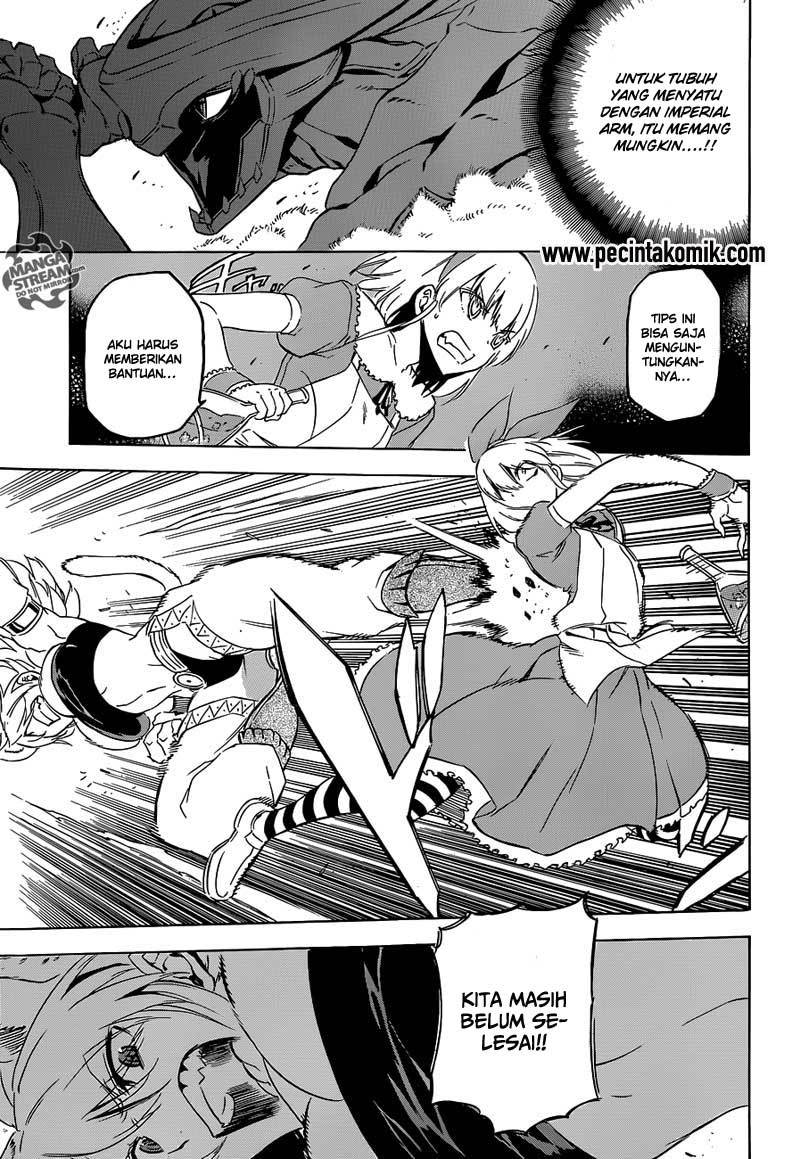 UNTUK TUBUH
YANG MENYATU
DENGAN IMPERIAL
ARM, ITU MEMANG
MUNGKIN....!!
www.pecintakomik.com
MANGA
STREAM.com
DO NOT MIRROR!
TIPS INI
BISA SAJA
MENGUN-
TUNGKAN-
NYA...
AKU HARUS
MEMBERIKAN
BANTUAN...
KITA MASIH
BELUM SE-
LESAI!!